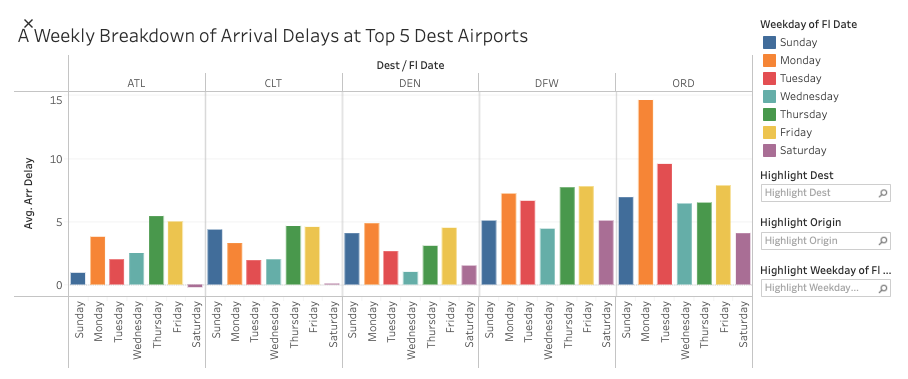 ×
A Weekly Breakdown of Arrival Delays at Top 5 Dest Airports
Dest / Fl Date
ATL CLT DEN DFW ORD
Avg. Arr Delay
15
10
5
0
Sunday Monday Tuesday Wednesday Thursday Friday Saturday Sunday Monday Tuesday Wednesday Thursday Friday Saturday Sunday Monday Tuesday Wednesday Thursday Friday Saturday Sunday Monday Tuesday Wednesday Thursday Friday Saturday Sunday Monday Tuesday Wednesday Thursday Friday Saturday
Weekday of Fl Date
Sunday
Monday
Tuesday
Wednesday
Thursday
Friday
Saturday
Highlight Dest
Highlight Dest
Highlight Origin
Highlight Origin
Highlight Weekday of Fl ...
Highlight Weekday...